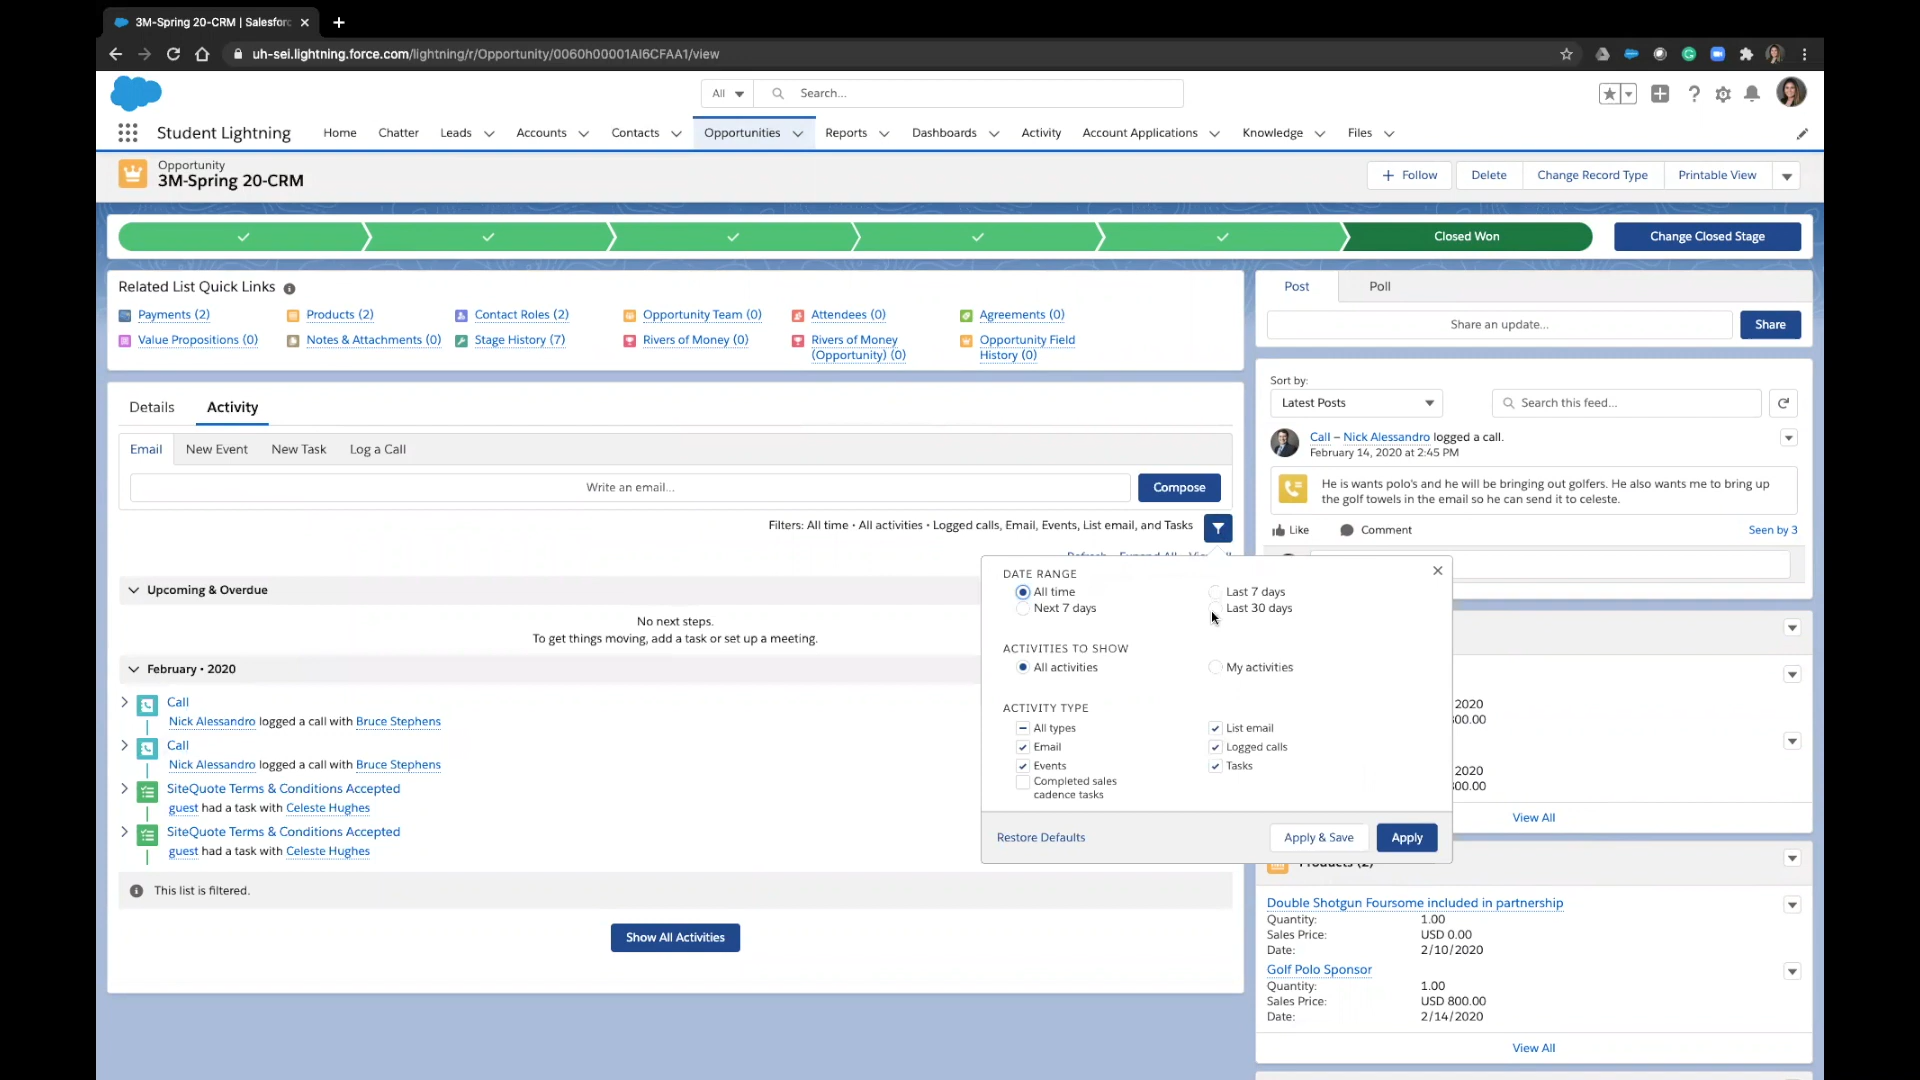 3M-Spring 20-CRM | Salesforc
uh-sei.lightning.force.com/lightning/r/Opportunity/0060h00001AI6CFAA1/view
All
Search...
Student Lightning
Home
Chatter
Leads
Accounts
Contacts
Opportunities
Reports
Dashboards
Activity
Account Applications
Knowledge
Files
Opportunity
3M-Spring 20-CRM
Follow
Delete
Change Record Type
Printable View
Closed Won
Change Closed Stage
Related List Quick Links
Payments (2)
Products (2)
Contact Roles (2)
Opportunity Team (0)
Attendees (0)
Agreements (0)
Value Propositions (0)
Notes & Attachments (0)
Stage History (7)
Rivers of Money (0)
Rivers of Money
(Opportunity) (0)
Opportunity Field
History (0)
Details
Activity
Email
New Event
New Task
Log a Call
Write an email...
Compose
Filters: All time • All activities • Logged calls, Email, Events, List email, and Tasks
Upcoming & Overdue
No next steps.
To get things moving, add a task or set up a meeting.
February • 2020
Call
Nick Alessandro logged a call with Bruce Stephens
Call
Nick Alessandro logged a call with Bruce Stephens
SiteQuote Terms & Conditions Accepted
guest had a task with Celeste Hughes
SiteQuote Terms & Conditions Accepted
guest had a task with Celeste Hughes
This list is filtered.
Show All Activities
DATE RANGE
All time
Last 7 days
Next 7 days
Last 30 days
ACTIVITIES TO SHOW
All activities
My activities
ACTIVITY TYPE
All types
List email
Email
Logged calls
Events
Tasks
Completed sales
cadence tasks
Restore Defaults
Apply & Save
Apply
Post
Poll
Share an update...
Share
Sort by:
Latest Posts
Search this feed...
Call – Nick Alessandro logged a call.
February 14, 2020 at 2:45 PM
He is wants polo's and he will be bringing out golfers. He also wants me to bring up
the golf towels in the email so he can send it to celeste.
Like
Comment
Seen by 3
2020
00.00
2020
00.00
View All
Products (2)
Double Shotgun Foursome included in partnership
Quantity: 1.00
Sales Price: USD 0.00
Date: 2/10/2020
Golf Polo Sponsor
Quantity: 1.00
Sales Price: USD 800.00
Date: 2/14/2020
View All